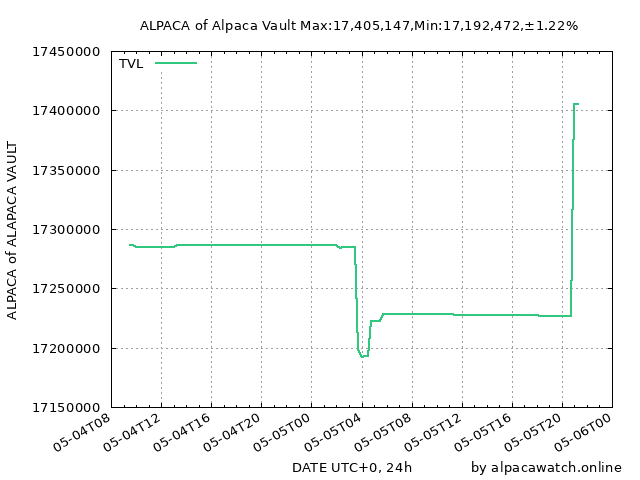 ALPACA of Alpaca Vault Max:17,405,147,Min:17,192,472,±1.22%
TVL
17450000
17400000
17350000
17300000
17250000
17200000
17150000
ALPACA of ALAPACA VAULT
05-04T08
05-04T12
05-04T16
05-04T20
05-05T00
05-05T04
05-05T08
05-05T12
05-05T16
05-05T20
05-06T00
DATE UTC+0, 24h
by alpacawatch.online